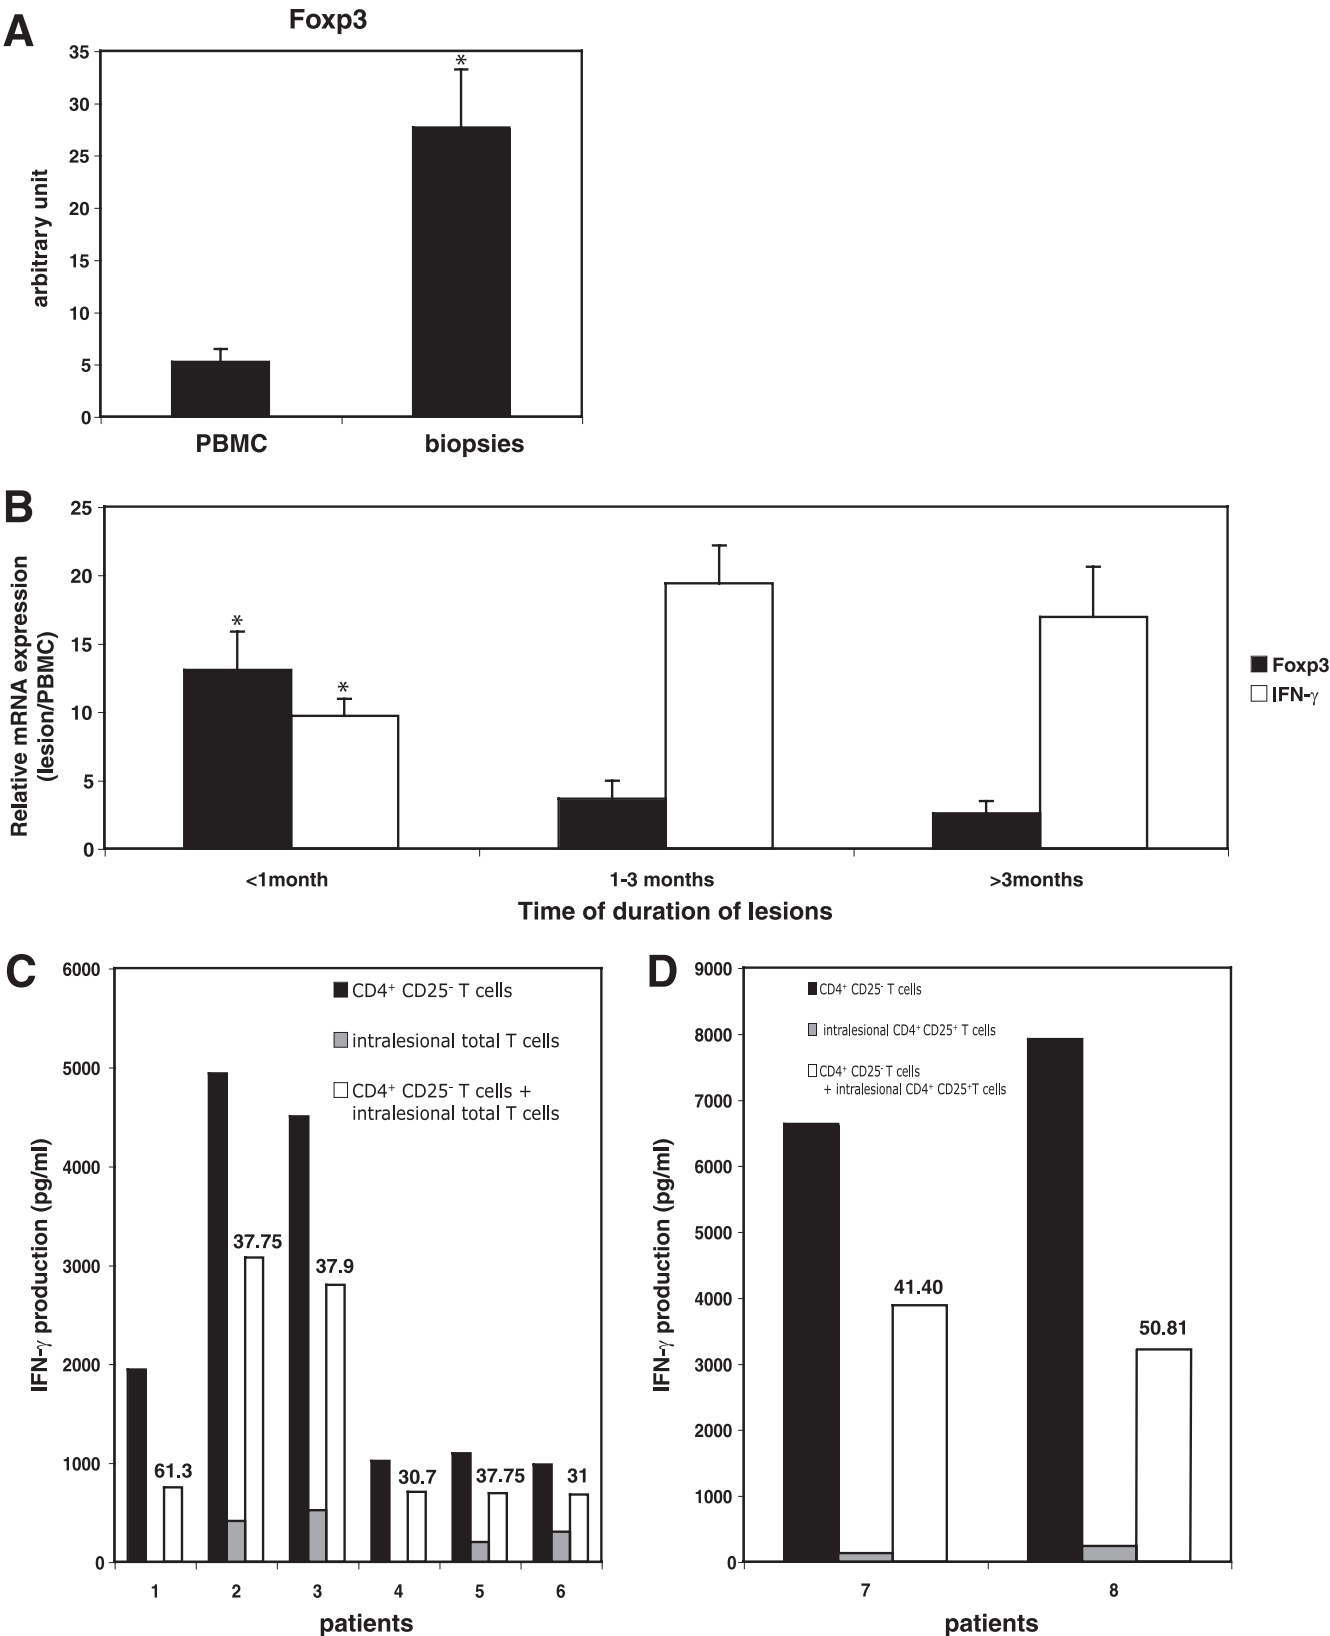 A
Foxp3
35
30
25
20
15
10
5
0
arbitrary unit
*
PBMC
biopsies
B
25
20
15
10
5
0
Relative mRNA expression
(lesion/PBMC)
*
*
Foxp3
IFN-γ
<1month
1-3 months
>3months
Time of duration of lesions
C
6000
5000
4000
3000
2000
1000
0
IFN-γ production (pg/ml)
CD4⁺ CD25⁻ T cells
intralesional total T cells
CD4⁺ CD25⁻ T cells +
intralesional total T cells
61.3
37.75
37.9
30.7
37.75
31
1
2
3
4
5
6
patients
D
9000
8000
7000
6000
5000
4000
3000
2000
1000
0
IFN-γ production (pg/ml)
CD4⁺ CD25⁻ T cells
intralesional CD4⁺ CD25⁺ T cells
CD4⁺ CD25⁻ T cells
+ intralesional CD4⁺ CD25⁺T cells
41.40
50.81
7
8
patients